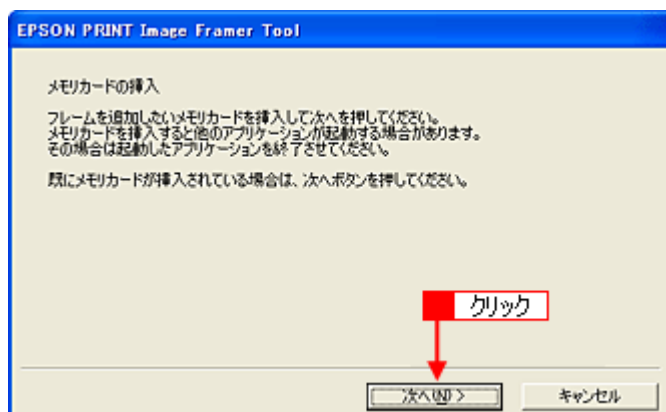 EPSON PRINT Image Framer Tool
メモリカードの挿入
フレームを追加したいメモリカードを挿入して次へを押してください。
メモリカードを挿入すると他のアプリケーションが起動する場合があります。
その場合は起動したアプリケーションを終了させてください。
既にメモリカードが挿入されている場合は、次へボタンを押してください。
クリック
次へ(N) >
キャンセル